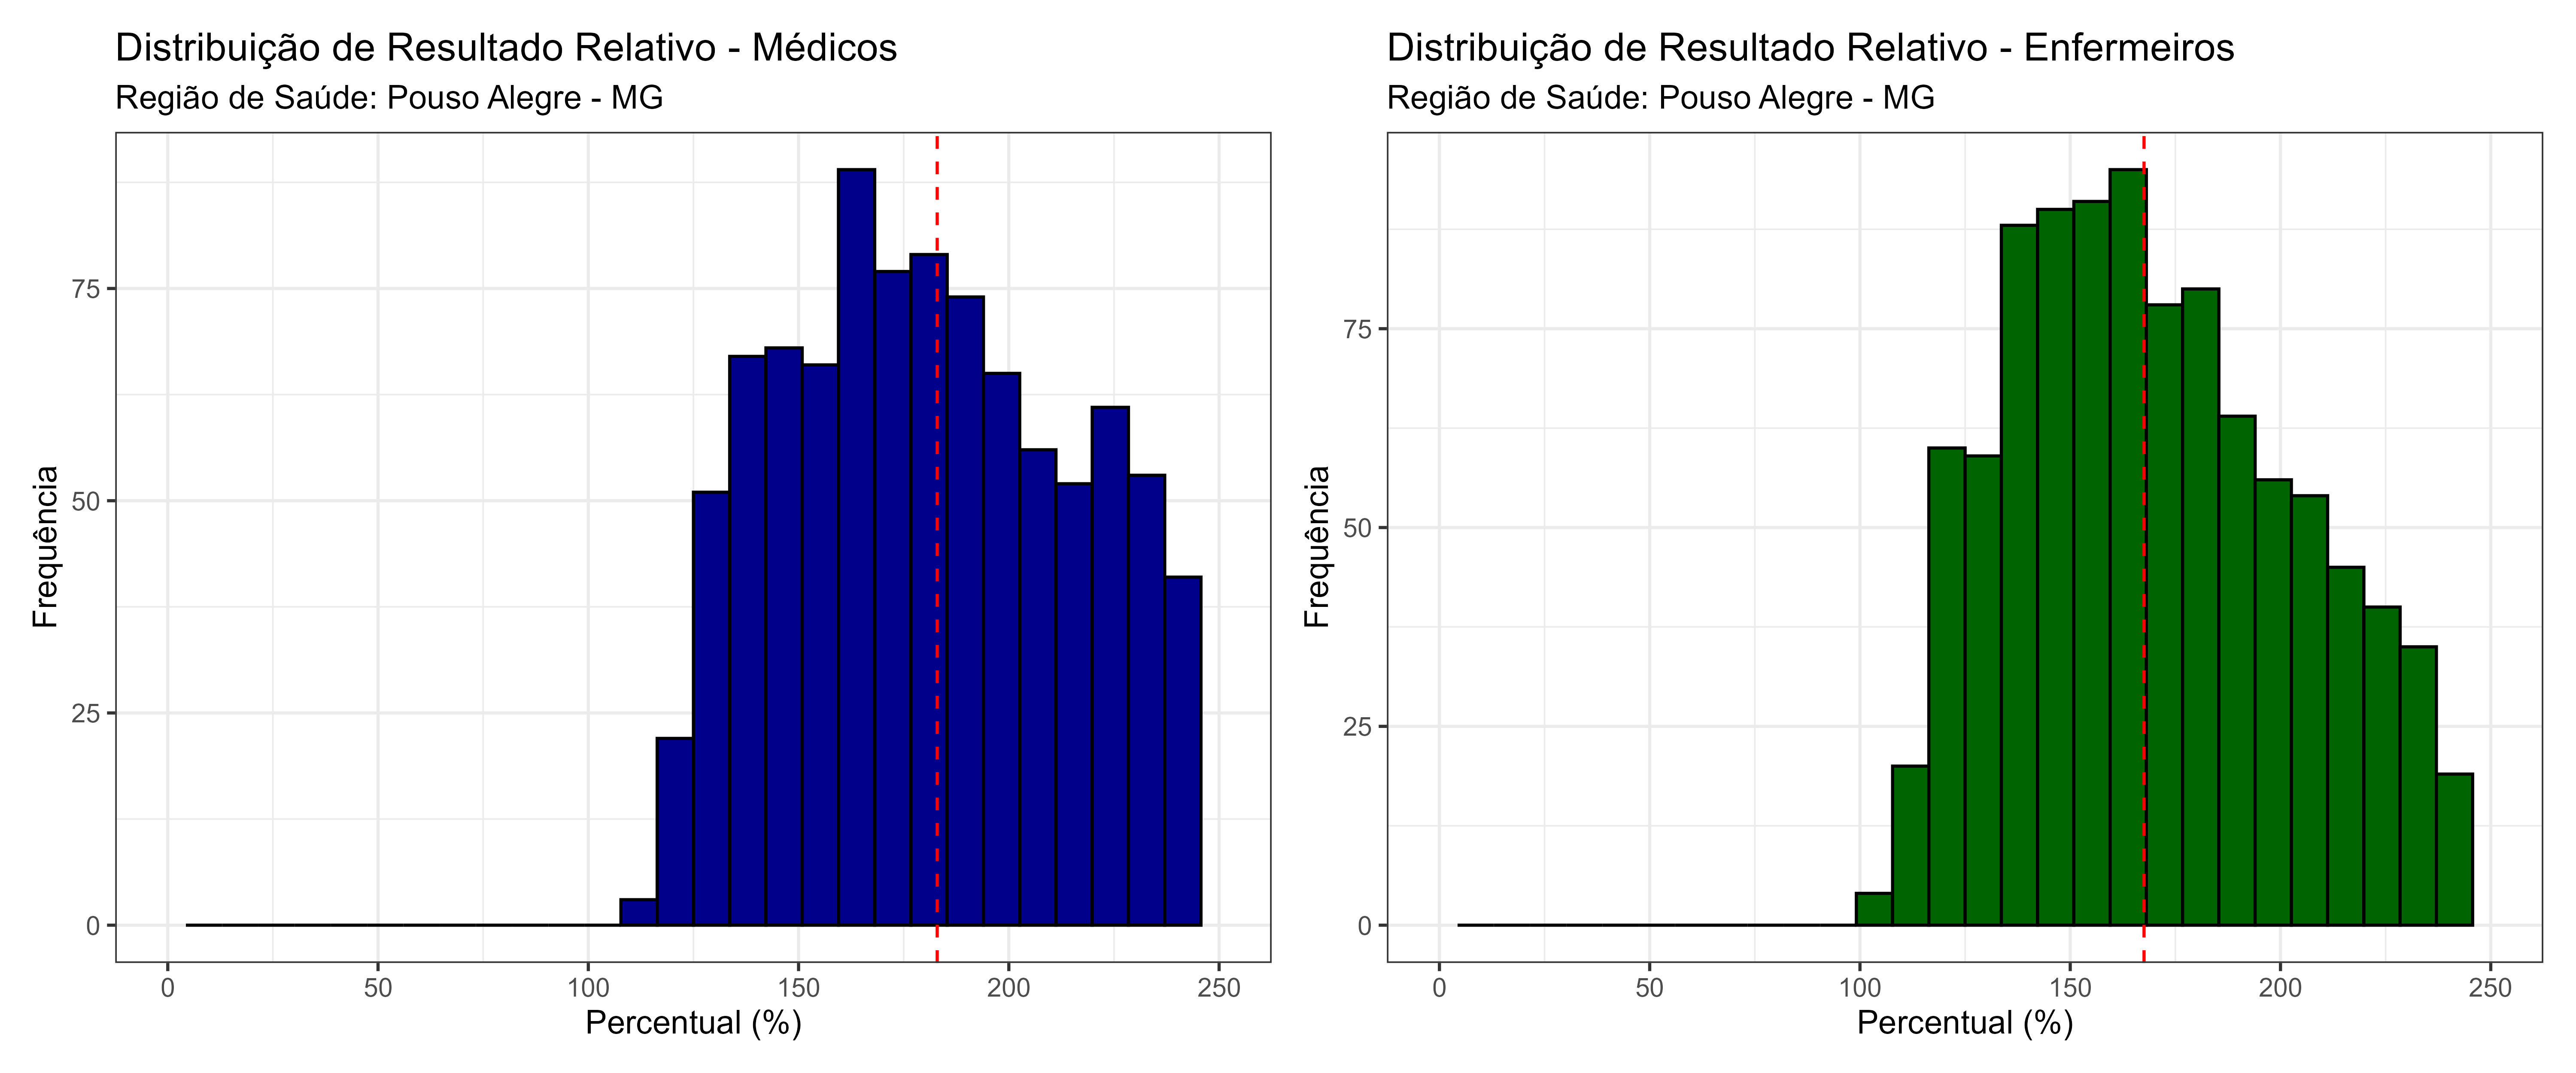 Distribuição de Resultado Relativo - Médicos
Região de Saúde: Pouso Alegre - MG
Frequência
75
50
25
0
0 50 100 150 200 250
Percentual (%)
Distribuição de Resultado Relativo - Enfermeiros
Região de Saúde: Pouso Alegre - MG
Frequência
75
50
25
0
0 50 100 150 200 250
Percentual (%)